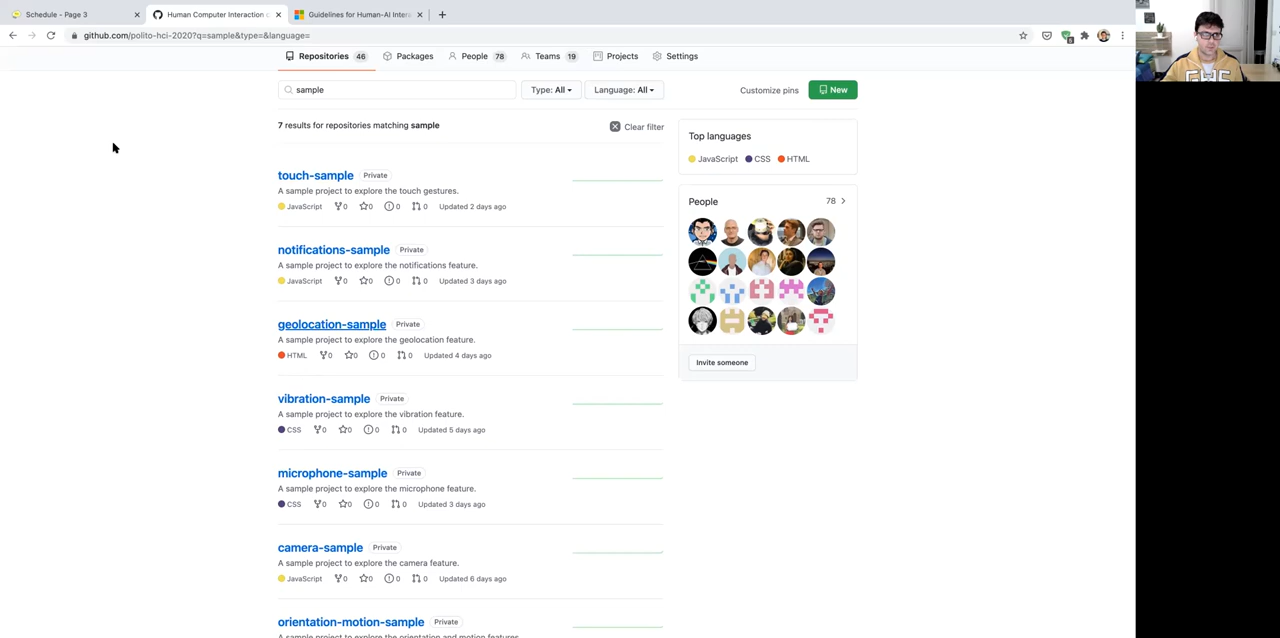 Schedule - Page 3
Human Computer Interaction
Guidelines for Human-AI Inter
github.com/polito-hci-2020?q=sample&type=&language=
Repositories 46
Packages
People 78
Teams 19
Projects
Settings
sample
Type: All
Language: All
Customize pins
New
7 results for repositories matching sample
Clear filter
touch-sample Private
A sample project to explore the touch gestures.
JavaScript 0 0 0 0 Updated 2 days ago
notifications-sample Private
A sample project to explore the notifications feature.
JavaScript 0 0 0 0 Updated 3 days ago
geolocation-sample Private
A sample project to explore the geolocation feature.
HTML 0 0 0 0 Updated 4 days ago
vibration-sample Private
A sample project to explore the vibration feature.
CSS 0 0 0 0 Updated 5 days ago
microphone-sample Private
A sample project to explore the microphone feature.
CSS 0 0 0 0 Updated 3 days ago
camera-sample Private
A sample project to explore the camera feature.
JavaScript 0 0 0 0 Updated 6 days ago
orientation-motion-sample Private
A sample project to explore the orientation and motion features.
Top languages
JavaScript CSS HTML
People 78
Invite someone